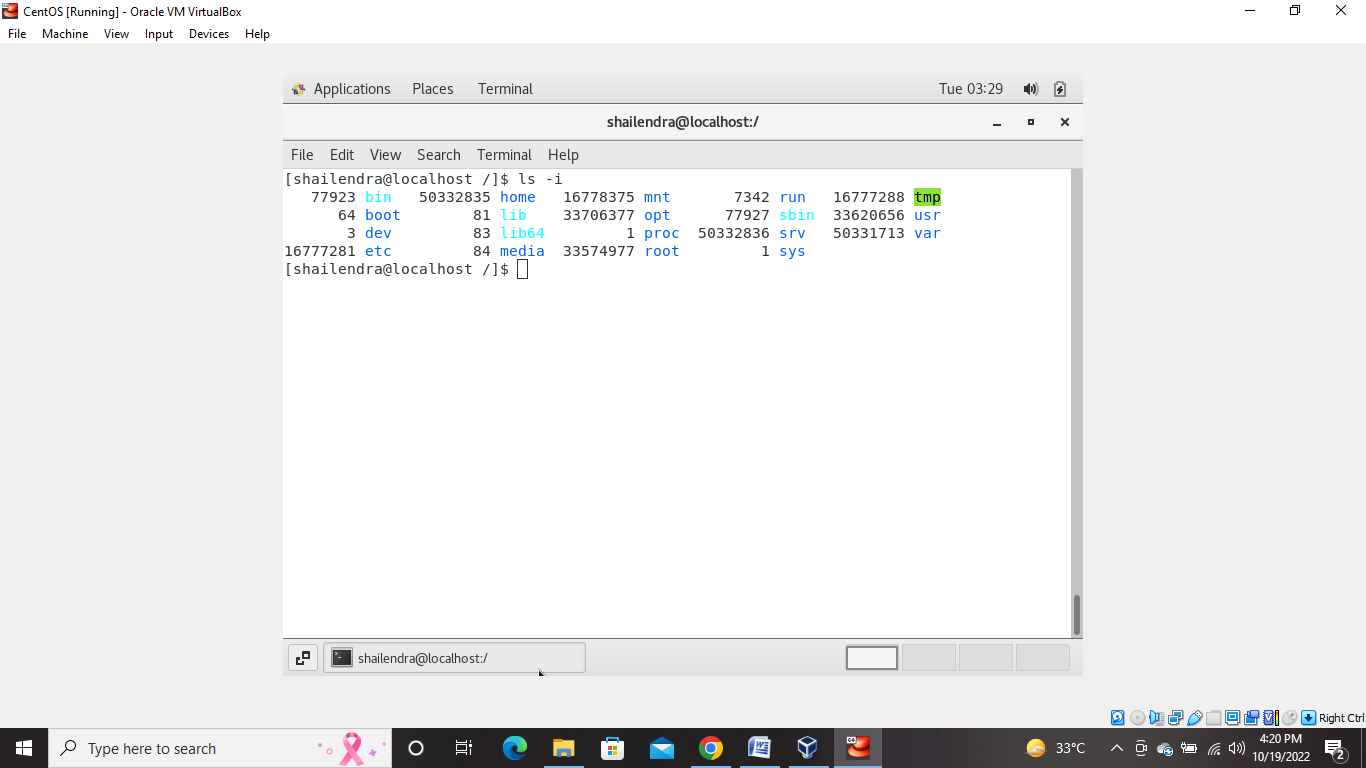 CentOS [Running] - Oracle VM VirtualBox
File Machine View Input Devices Help
Applications Places Terminal Tue 03:29
shailendra@localhost:/
File Edit View Search Terminal Help
[shailendra@localhost /]$ ls -i
77923 bin 50332835 home 16778375 mnt 7342 run 16777288 tmp
64 boot 81 lib 33706377 opt 77927 sbin 33620656 usr
3 dev 83 lib64 1 proc 50332836 srv 50331713 var
16777281 etc 84 media 33574977 root 1 sys
[shailendra@localhost /]$
shailendra@localhost:/
Right Ctrl
Type here to search
33°C
4:20 PM
10/19/2022
2